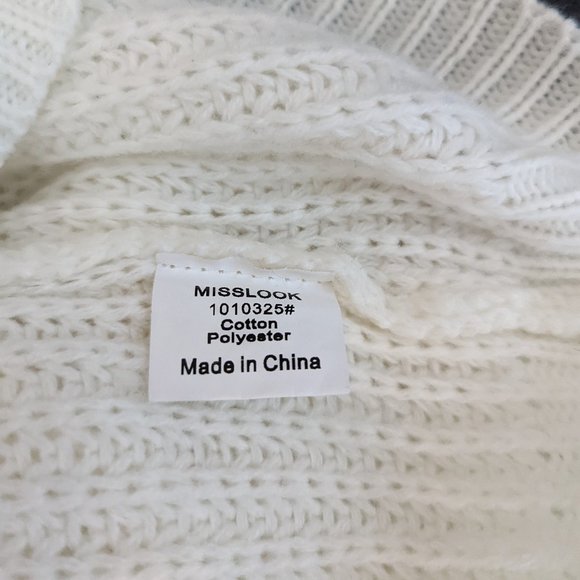 MISSLOOK
1010325#
Cotton
Polyester
Made in China